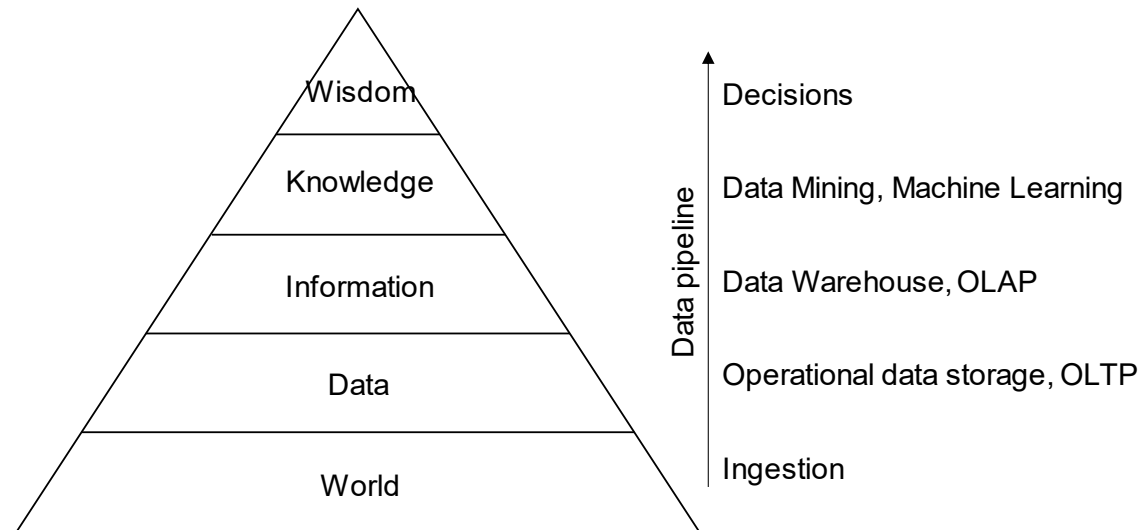 Wisdom
Knowledge
Information
Data
World
Data pipeline
Decisions
Data Mining, Machine Learning
Data Warehouse, OLAP
Operational data storage, OLTP
Ingestion